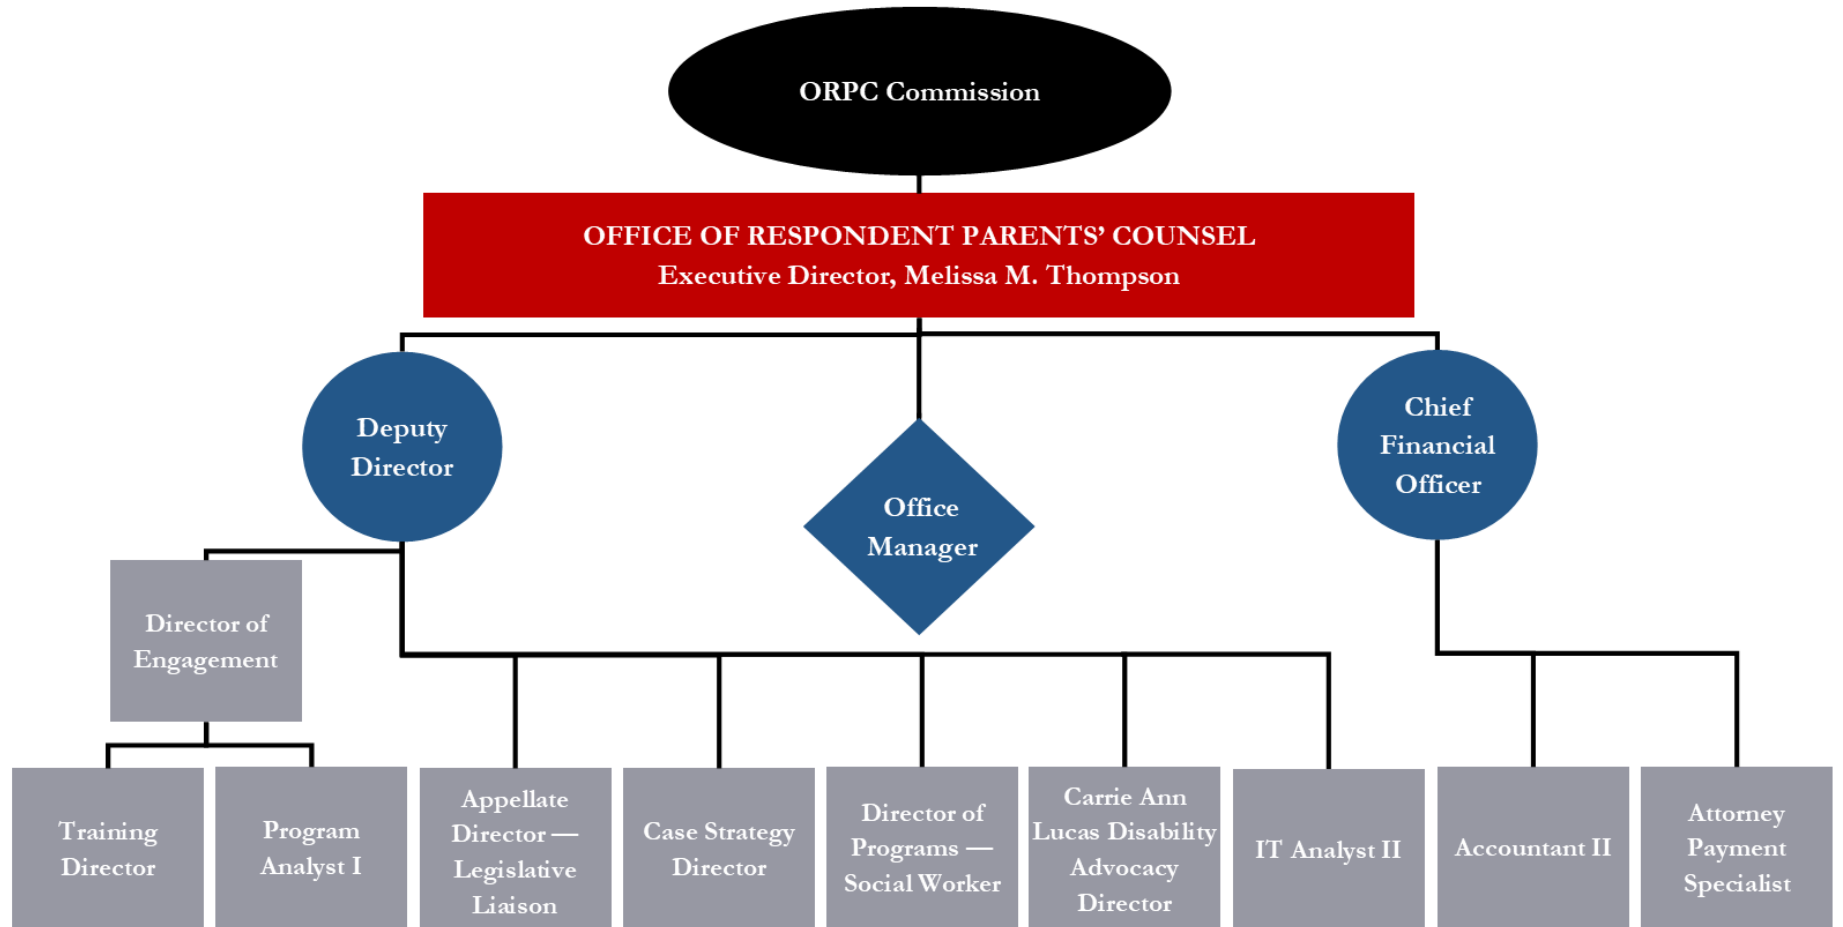 ORPC Commission
OFFICE OF RESPONDENT PARENTS’ COUNSEL
Executive Director, Melissa M. Thompson
Deputy
Director
Office
Manager
Chief
Financial
Officer
Director of
Engagement
Training
Director
Program
Analyst I
Appellate
Director —
Legislative
Liaison
Case Strategy
Director
Director of
Programs —
Social Worker
Carrie Ann
Lucas Disability
Advocacy
Director
IT Analyst II
Accountant II
Attorney
Payment
Specialist